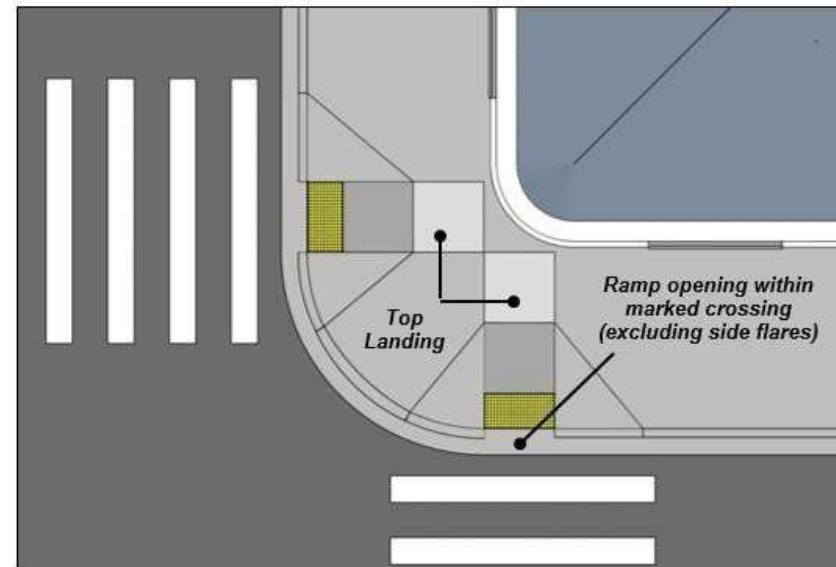 Top
Landing
Ramp opening within
marked crossing
(excluding side flares)